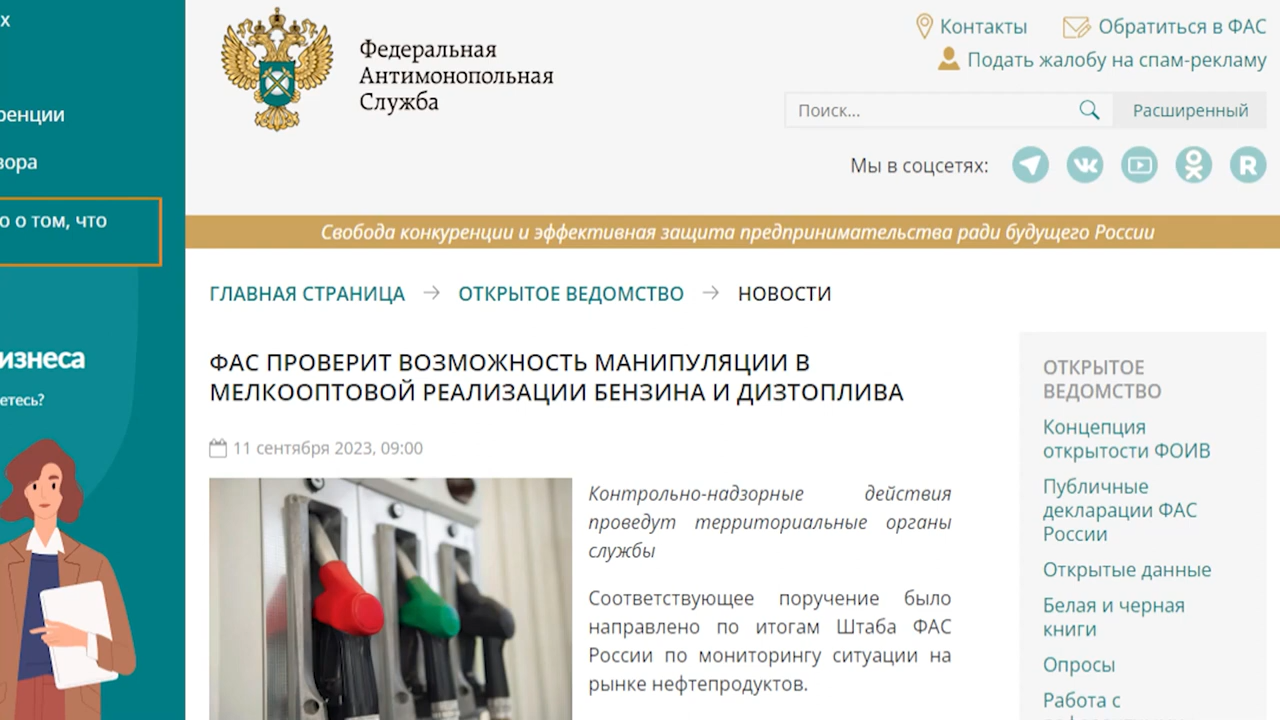 х
ренции
вора
о о том, что
изнеса
етесь?
Федеральная
Антимонопольная
Служба
Контакты
Обратиться в ФАС
Подать жалобу на спам-рекламу
Поиск...
Расширенный
Мы в соцсетях:
Свобода конкуренции и эффективная защита предпринимательства ради будущего России
ГЛАВНАЯ СТРАНИЦА → ОТКРЫТОЕ ВЕДОМСТВО → НОВОСТИ
ФАС ПРОВЕРИТ ВОЗМОЖНОСТЬ МАНИПУЛЯЦИИ В
МЕЛКООПТОВОЙ РЕАЛИЗАЦИИ БЕНЗИНА И ДИЗТОПЛИВА
11 сентября 2023, 09:00
Контрольно-надзорные действия
проведут территориальные органы
службы
Соответствующее поручение было
направлено по итогам Штаба ФАС
России по мониторингу ситуации на
рынке нефтепродуктов.
ОТКРЫТОЕ
ВЕДОМСТВО
Концепция
открытости ФОИВ
Публичные
декларации ФАС
России
Открытые данные
Белая и черная
книги
Опросы
Работа с